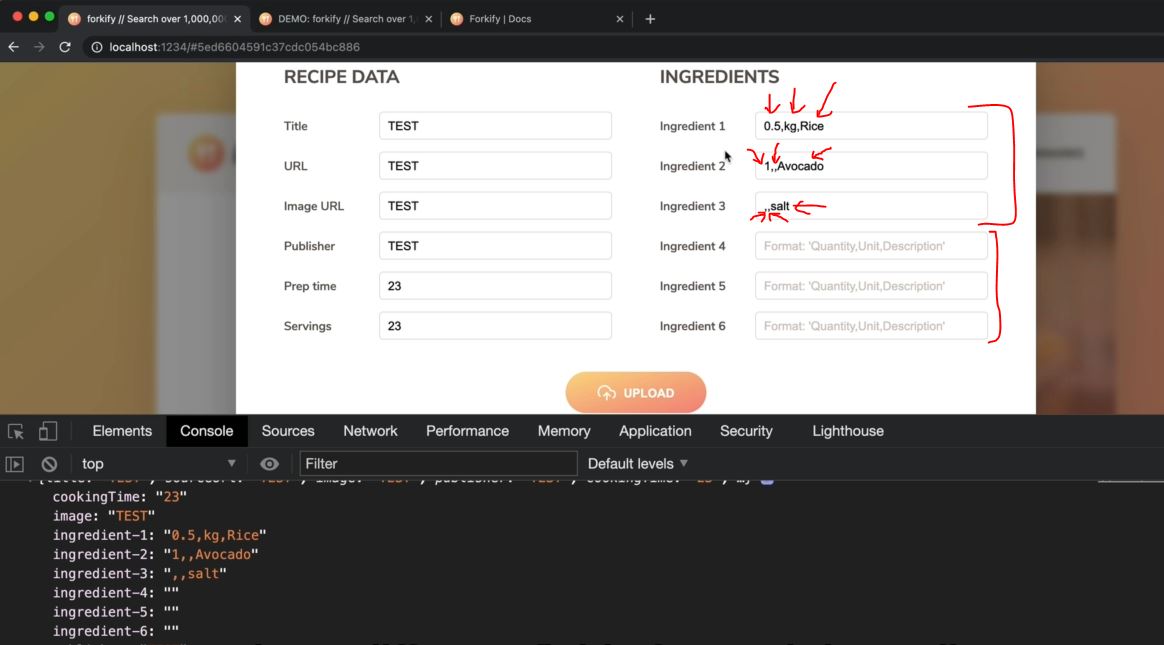 forkify // Search over 1,000,00
DEMO: forkify // Search over 1,
Forkify | Docs
localhost:1234/#5ed6604591c37cdc054bc886
RECIPE DATA
INGREDIENTS
Title TEST Ingredient 1 0.5,kg,Rice
URL TEST Ingredient 2 1,,Avocado
Image URL TEST Ingredient 3 ,,salt
Publisher TEST Ingredient 4 Format: 'Quantity,Unit,Description'
Prep time 23 Ingredient 5 Format: 'Quantity,Unit,Description'
Servings 23 Ingredient 6 Format: 'Quantity,Unit,Description'
UPLOAD
Elements Console Sources Network Performance Memory Application Security Lighthouse
top Filter Default levels
cookingTime: "23"
image: "TEST"
ingredient-1: "0.5,kg,Rice"
ingredient-2: "1,,Avocado"
ingredient-3: ",,salt"
ingredient-4: ""
ingredient-5: ""
ingredient-6: ""